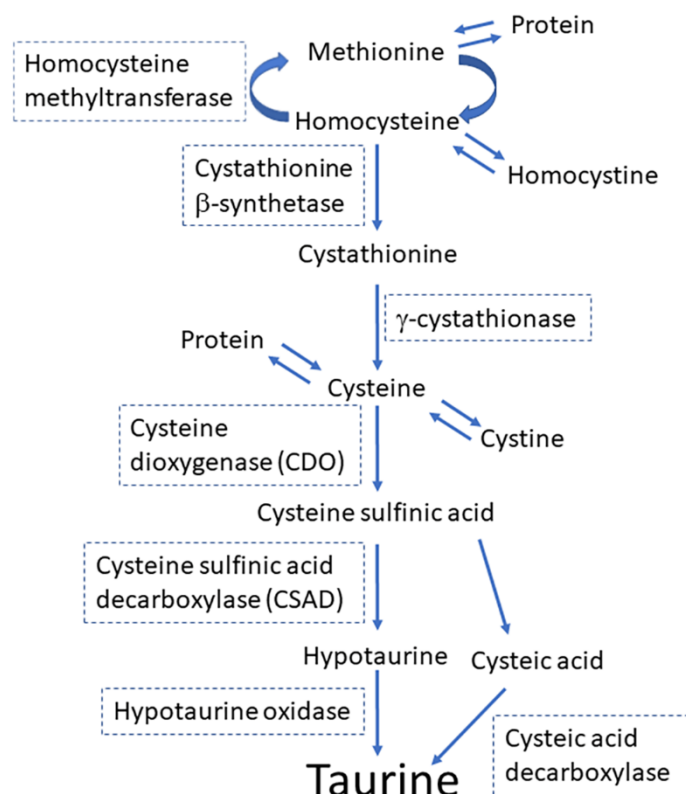 Protein
Methionine
Homocysteine
methyltransferase
Homocysteine
Cystathionine
β-synthetase
Homocystine
Cystathionine
γ-cystathionase
Protein
Cysteine
Cysteine
dioxygenase (CDO)
Cystine
Cysteine sulfinic acid
Cysteine sulfinic acid
decarboxylase (CSAD)
Hypotaurine
Cysteic acid
Hypotaurine oxidase
Cysteic acid
decarboxylase
Taurine